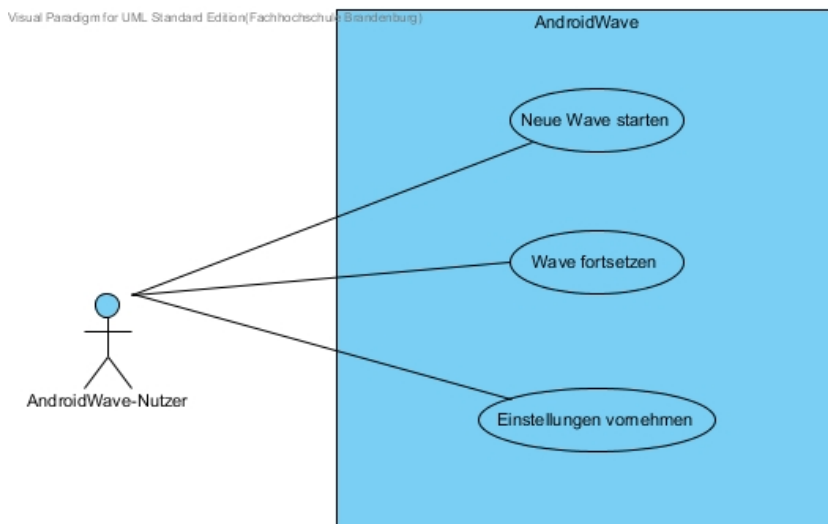 Visual Paradigm for UML Standard Edition(Fachhochschule Brandenburg)
AndroidWave
Neue Wave starten
Wave fortsetzen
AndroidWave-Nutzer
Einstellungen vornehmen